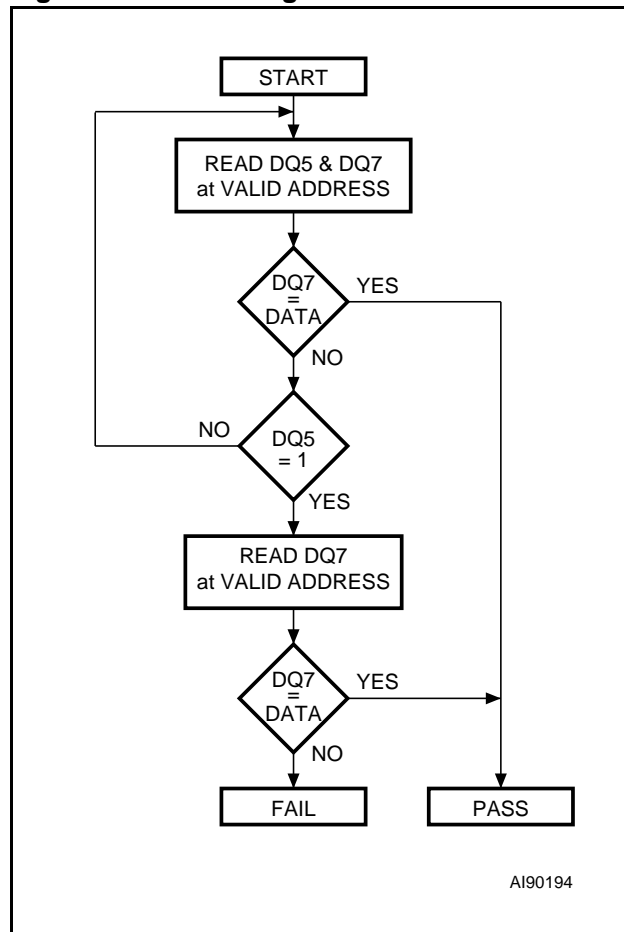 START
READ DQ5 & DQ7
at VALID ADDRESS
DQ7
=
DATA
YES
NO
DQ5
= 1
NO
YES
READ DQ7
at VALID ADDRESS
DQ7
=
DATA
YES
NO
FAIL
PASS
AI90194